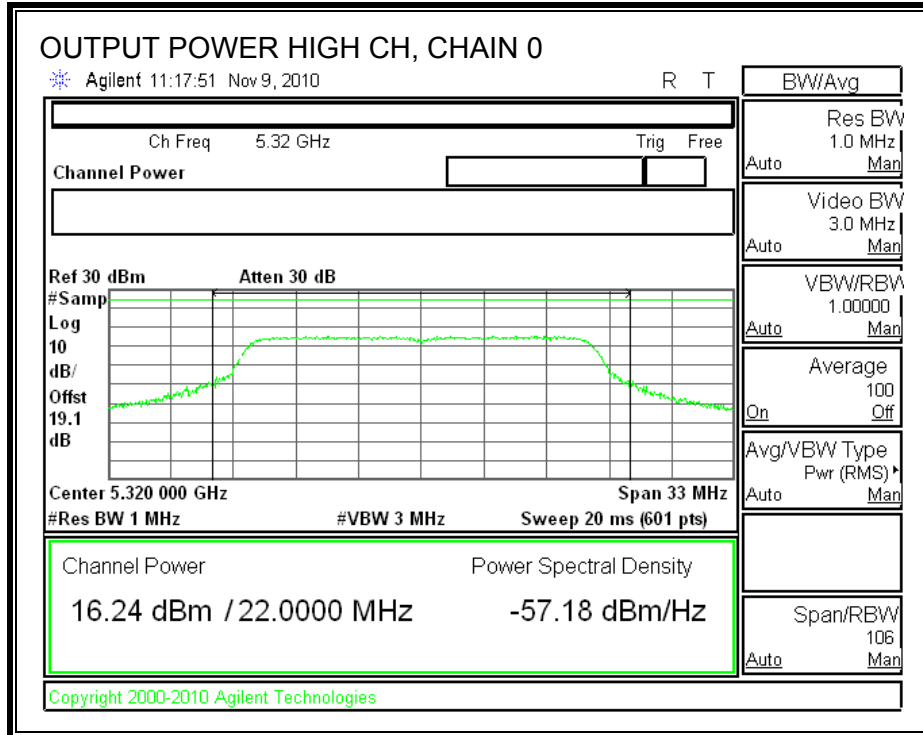 OUTPUT POWER HIGH CH, CHAIN 0
Agilent 11:17:51 Nov 9, 2010 R T
Ch Freq 5.32 GHz Trig Free
Channel Power
Ref 30 dBm Atten 30 dB
#Samp
Log
10
dB/
Offst
19.1
dB
Center 5.320 000 GHz Span 33 MHz
#Res BW 1 MHz #VBW 3 MHz Sweep 20 ms (601 pts)
Channel Power Power Spectral Density
16.24 dBm / 22.0000 MHz -57.18 dBm/Hz
Copyright 2000-2010 Agilent Technologies
BW/Avg
Res BW
1.0 MHz
Auto Man
Video BW
3.0 MHz
Auto Man
VBW/RBW
1.00000
Auto Man
Average
100
On Off
Avg/VBW Type
Pwr (RMS)
Auto Man
Span/RBW
106
Auto Man